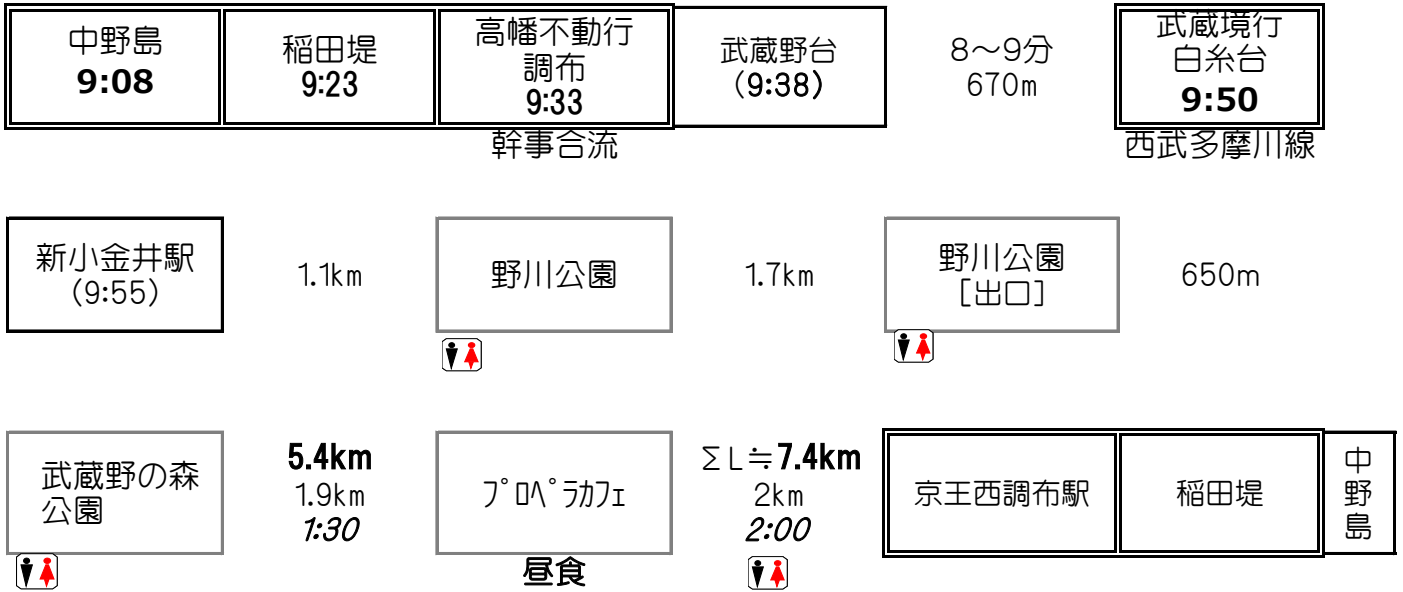 中野島
9:08
稲田堤
9:23
高幡不動行
調布
9:33
武蔵野台
(9:38)
8～9分
670m
武蔵境行
白糸台
9:50
幹事合流
西武多摩川線
新小金井駅
(9:55)
1.1km
野川公園
1.7km
野川公園
[出口]
650m
武蔵野の森
公園
5.4km
1.9km
1:30
ﾌﾟﾛﾍﾟﾗｶﾌｪ
ΣL≒7.4km
2km
2:00
京王西調布駅
稲田堤
中野島
昼食